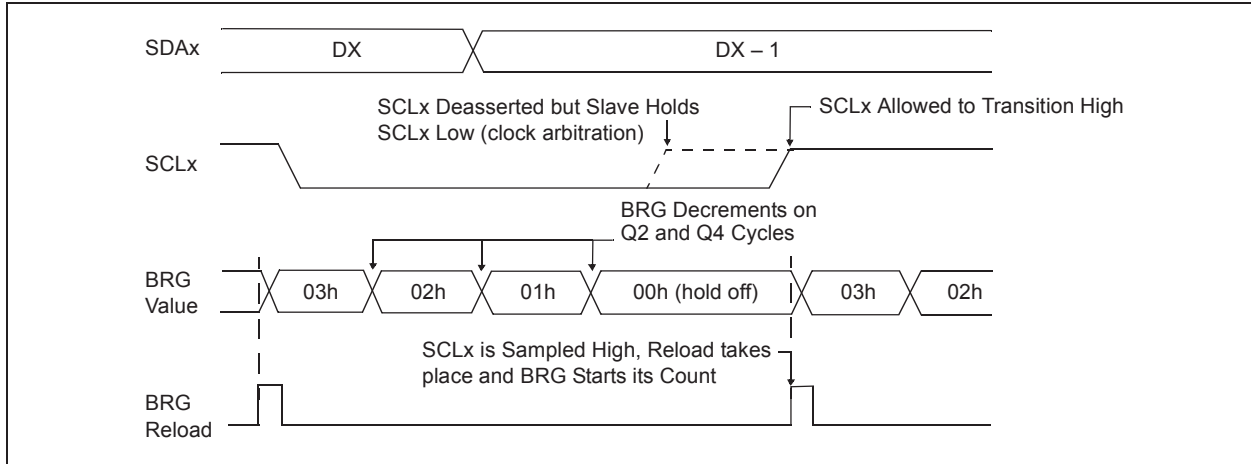 SDAx
DX
DX – 1
SCLx Deasserted but Slave Holds
SCLx Low (clock arbitration)
SCLx Allowed to Transition High
SCLx
BRG Decrements on
Q2 and Q4 Cycles
BRG
Value
03h
02h
01h
00h (hold off)
03h
02h
SCLx is Sampled High, Reload takes
place and BRG Starts its Count
BRG
Reload